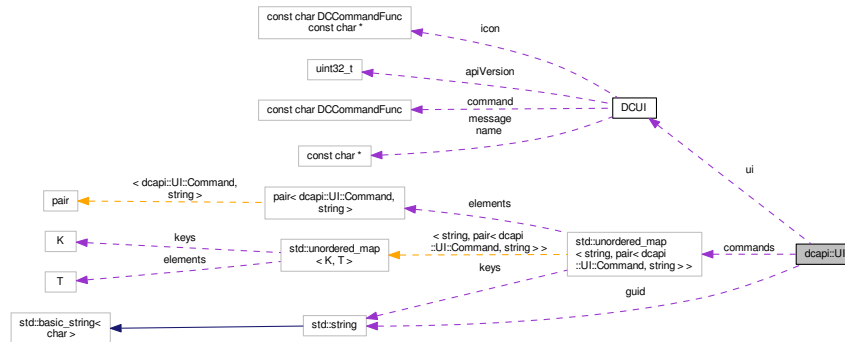 const char DCCommandFunc
const char *
icon
uint32_t
apiVersion
const char DCCommandFunc
command
message
name
const char *
DCUI
ui
pair
< dcapi::UI::Command,
string >
pair< dcapi::UI::Command,
string >
elements
K
keys
T
elements
std::unordered_map
< K, T >
< string, pair< dcapi
::UI::Command, string > >
keys
std::unordered_map
< string, pair< dcapi
::UI::Command, string > >
commands
dcapi::UI
guid
std::basic_string<
char >
std::string